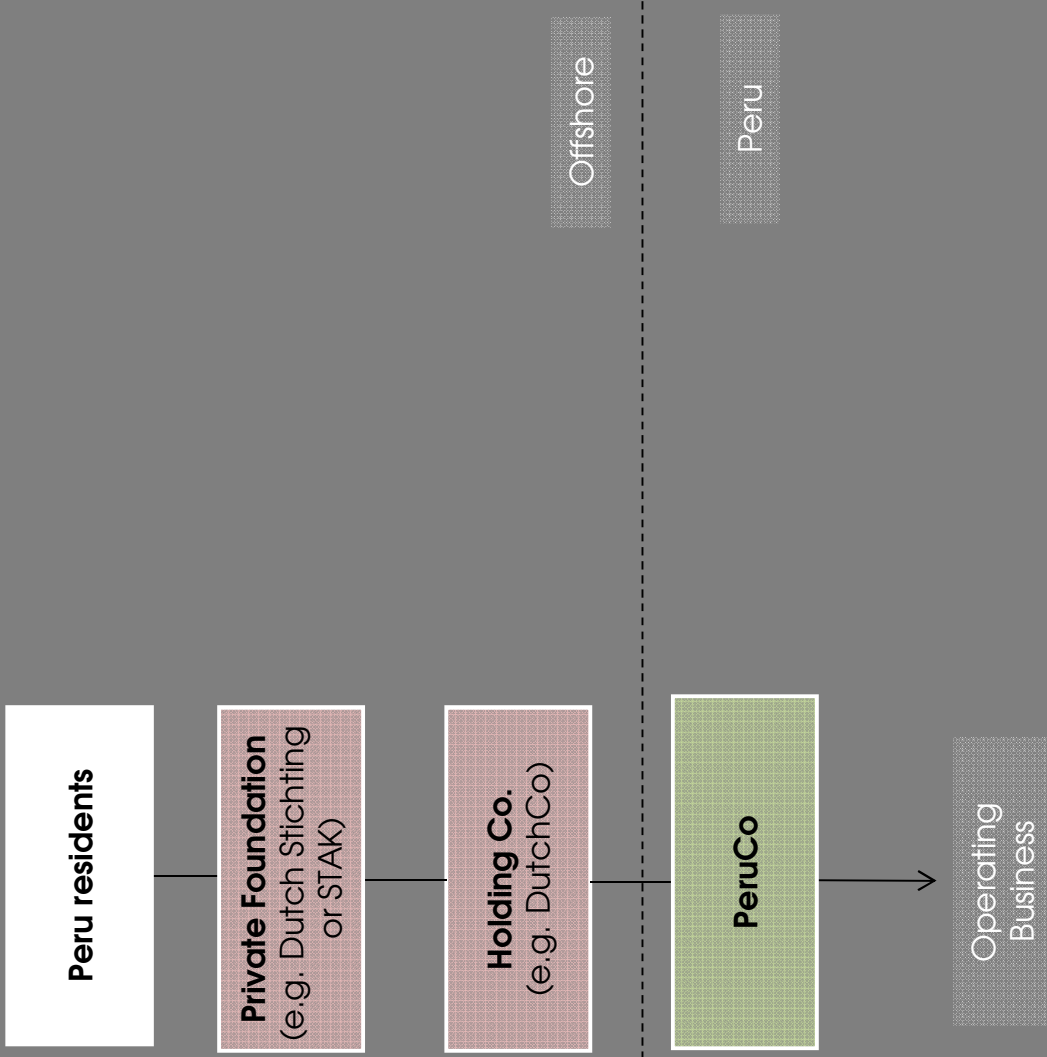 Peru residents
Private Foundation
(e.g. Dutch Stichting
or STAK)
Holding Co.
(e.g. DutchCo)
Offshore
Peru
PeruCo
Operating
Business